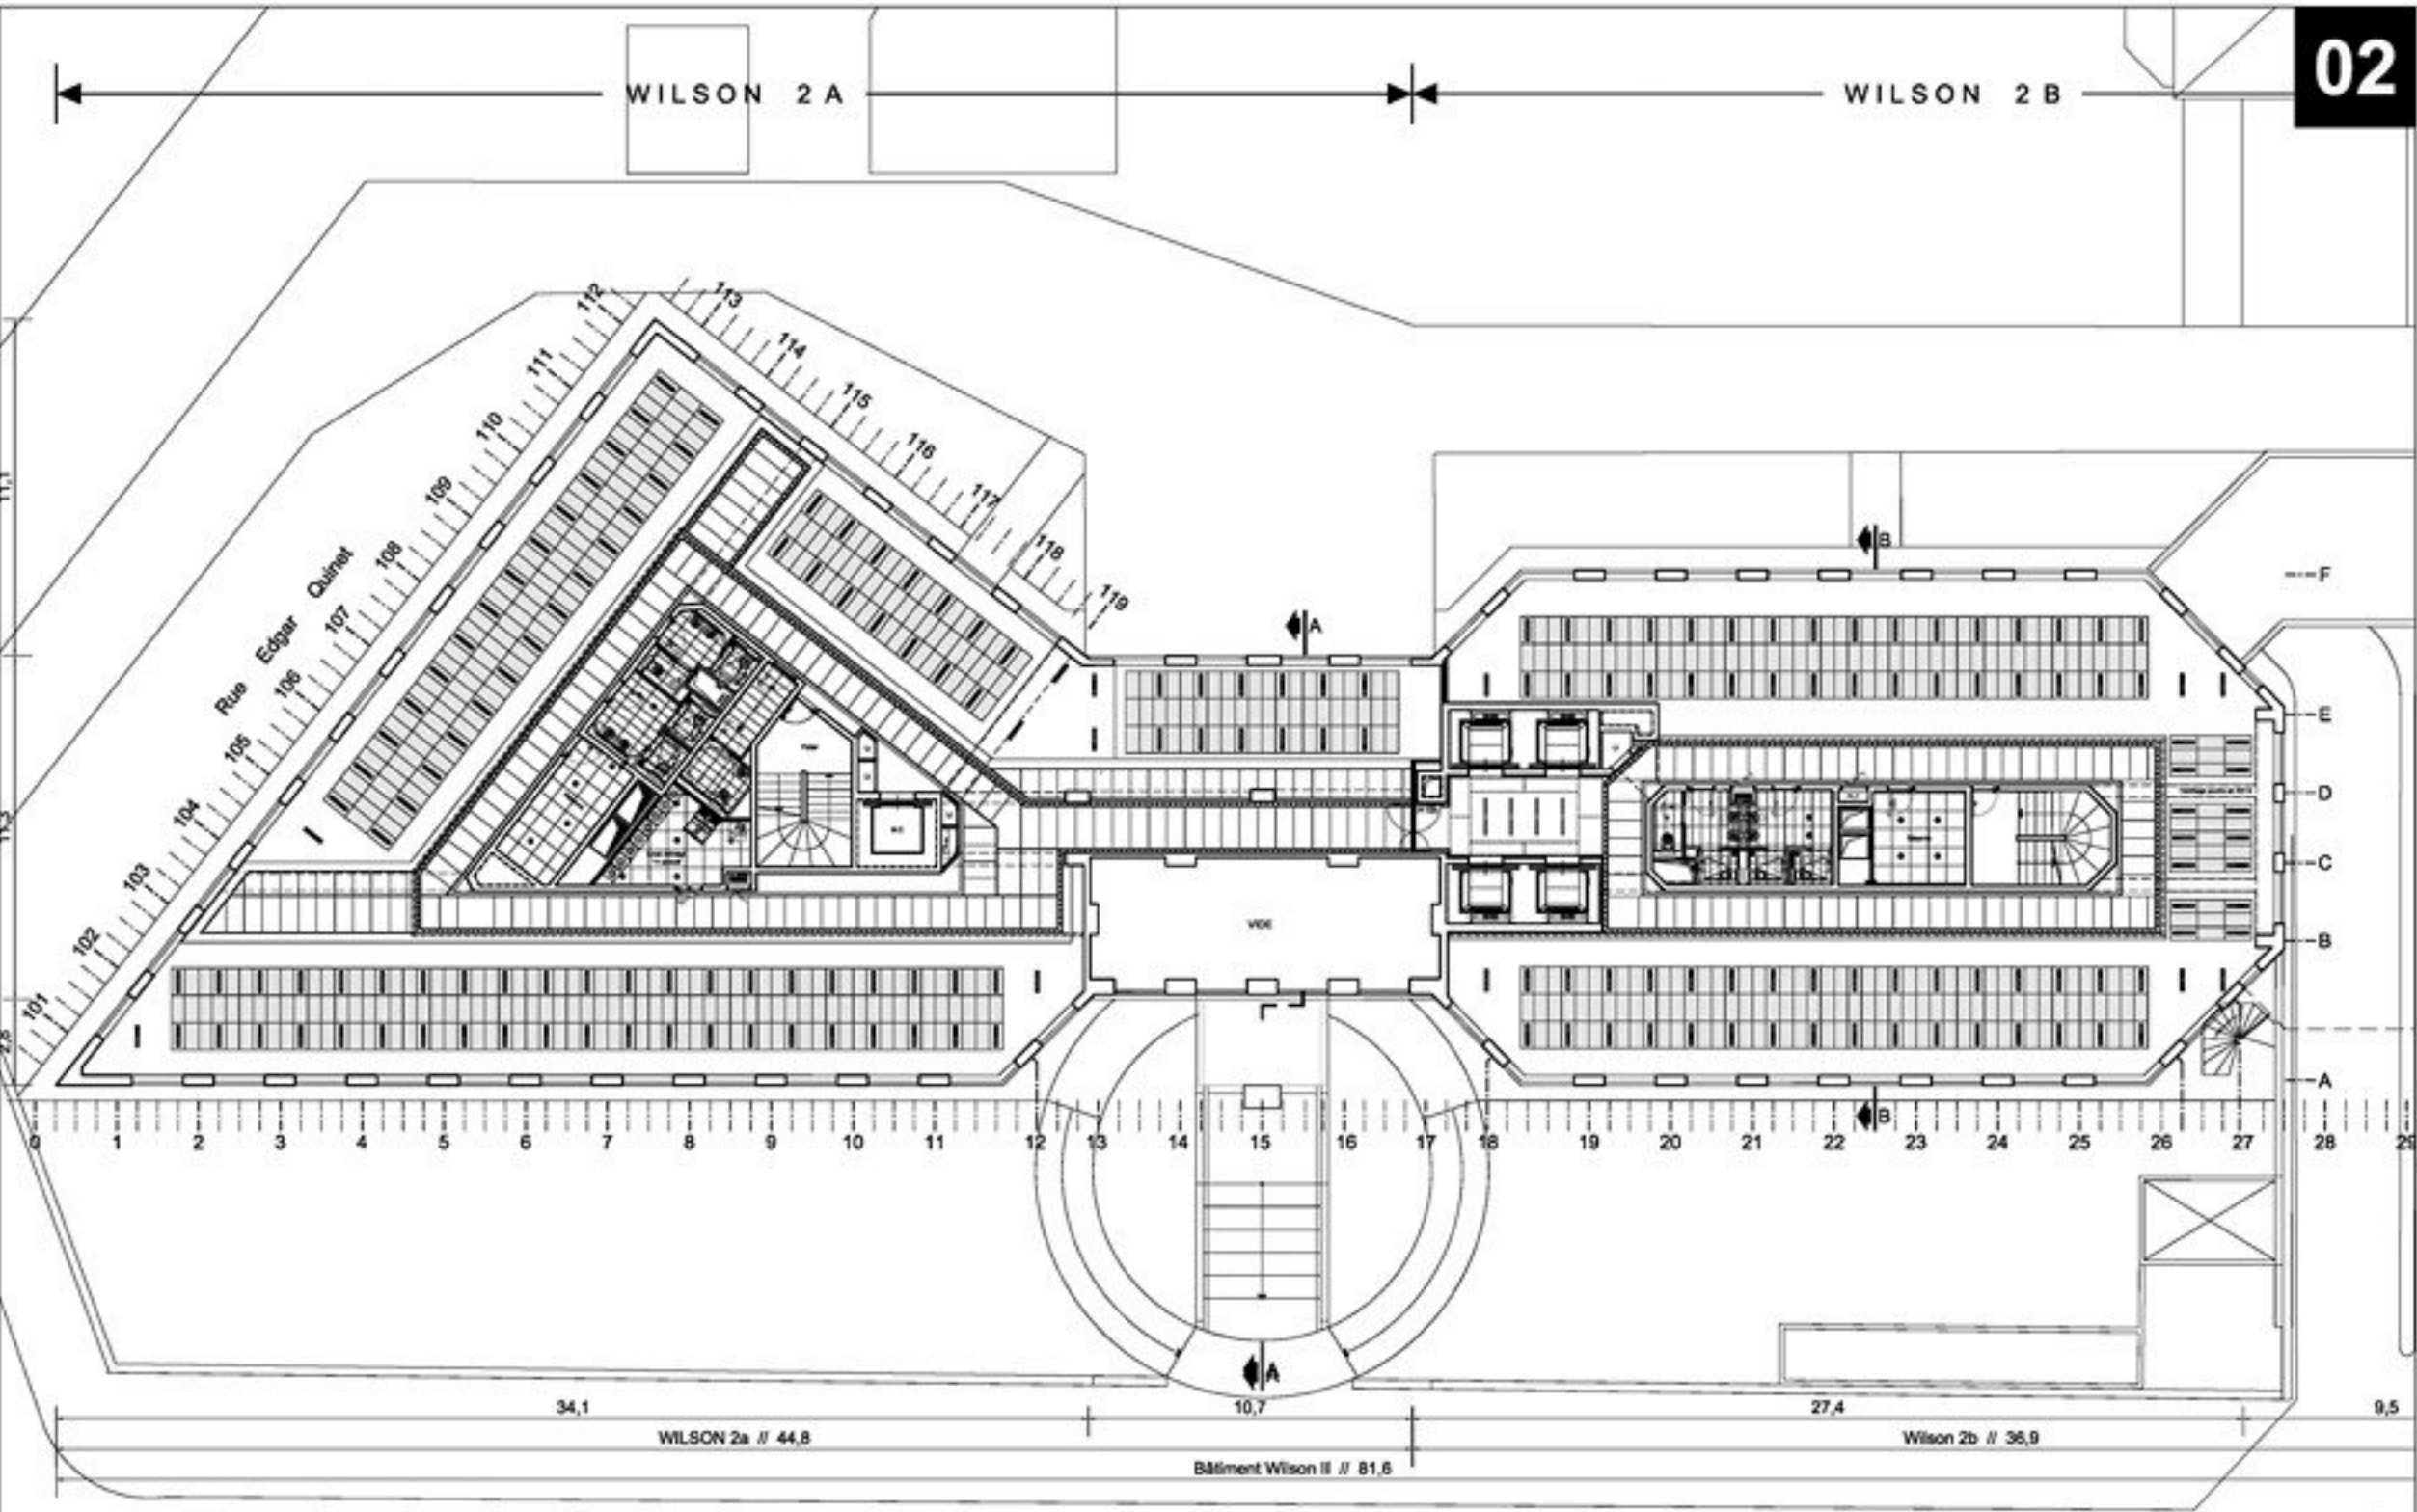 WILSON 2A
WILSON 2B
02
112
113
111
114
110
115
109
116
108
117
107
118
106
119
105
104
103
102
101
Rue Edgar Quinet
A
B
F
E
D
C
B
A
VIDE
B
0 1 2 3 4 5 6 7 8 9 10 11 12 13 14 15 16 17 18 19 20 21 22 23 24 25 26 27 28 29
A
34,1
10,7
27,4
9,5
WILSON 2a // 44,8
Wilson 2b // 36,9
Bâtiment Wilson II // 81,6